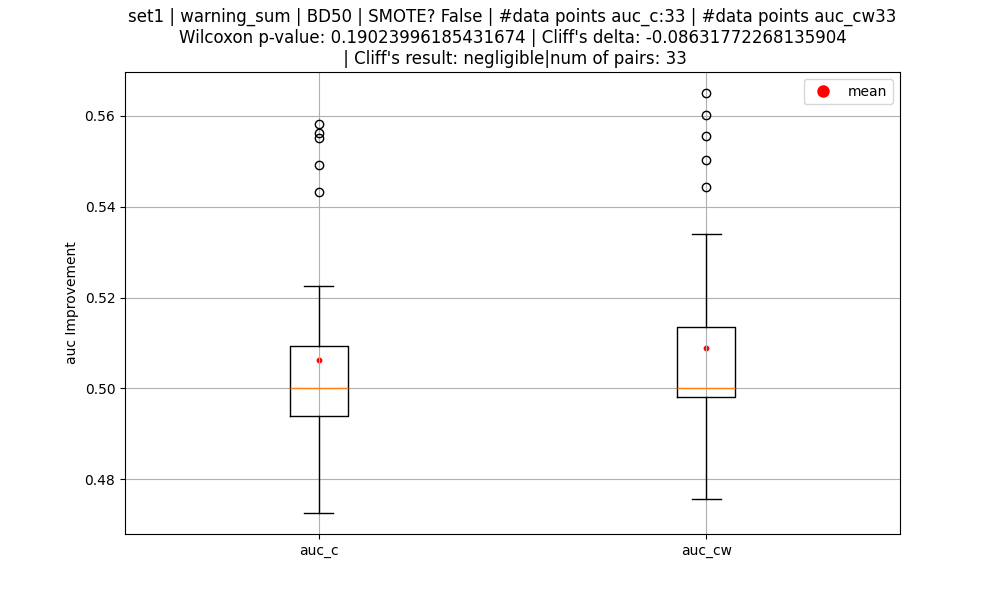 set1 | warning_sum | BD50 | SMOTE? False | #data points auc_c:33 | #data points auc_cw33
Wilcoxon p-value: 0.19023996185431674 | Cliff's delta: -0.08631772268135904
| Cliff's result: negligible|num of pairs: 33
mean
0.56
0.54
0.52
0.50
0.48
auc Improvement
auc_c
auc_cw